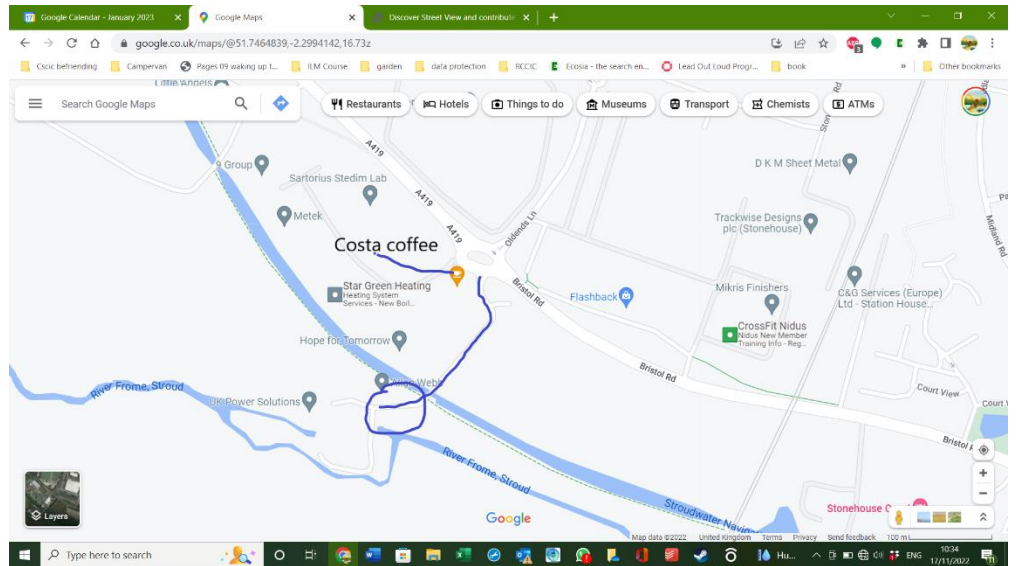 Google Calendar - January 2023
Google Maps
Discover Street View and contribute
google.co.uk/maps/@51.7464839,-2.2994142,16.73z
Cscic befriending
Campervan
Pages 09 waking up t...
ILM Course
garden
data protection
RCCIC
Ecosia - the search en...
Lead Out Loud Progr...
book
»
Other bookmarks
Little Angels
Search Google Maps
Restaurants
Hotels
Things to do
Museums
Transport
Chemists
ATMs
A419
9 Group
Sartorius Stedim Lab
D K M Sheet Metal
A419
Metek
Oldends Ln
Trackwise Designs
plc (Stonehouse)
Midland Rd
A419
Costa coffee
Star Green Heating
Heating System
Services - New Boil...
Bristol Rd
Flashback
Mikris Finishers
C&G Services (Europe)
Ltd - Station House...
CrossFit Nidus
Nidus New Member
Training Info - Reg...
Hope for Tomorrow
Bristol Rd
River Frome, Stroud
UK Power Solutions
Court View
Court
Bristol
River Frome, Stroud
Layers
Google
Stroudwater
Stonehouse
Map data ©2022
United Kingdom
Terms
Privacy
Send feedback
100 m
Type here to search
Hu...
ENG
10:34
17/11/2022